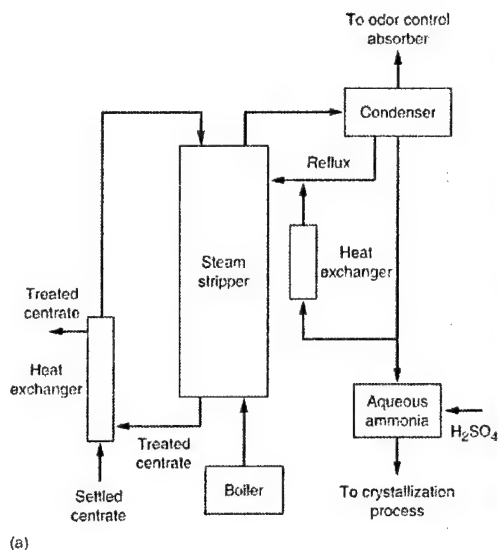 To odor control
absorber
Condenser
Reflux
Steam
stripper
Heat
exchanger
Treated
centrate
Heat
exchanger
Treated
centrate
Settled
centrate
Boiler
Aqueous
ammonia
H₂SO₄
To crystallization
process
(a)